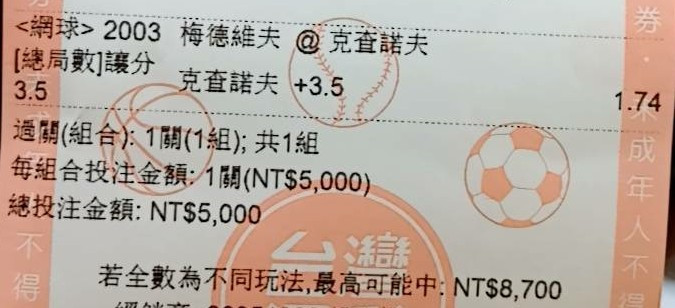 <網球> 2003 梅德維夫 @ 克查諾夫
[總局數]讓分
3.5 克查諾夫 +3.5 1.74
過關(組合): 1關(1組); 共1組
每組合投注金額: 1關(NT$5,000)
總投注金額: NT$5,000
台灣
若全數為不同玩法,最高可能中: NT$8,700
券.未成年人不得
不得